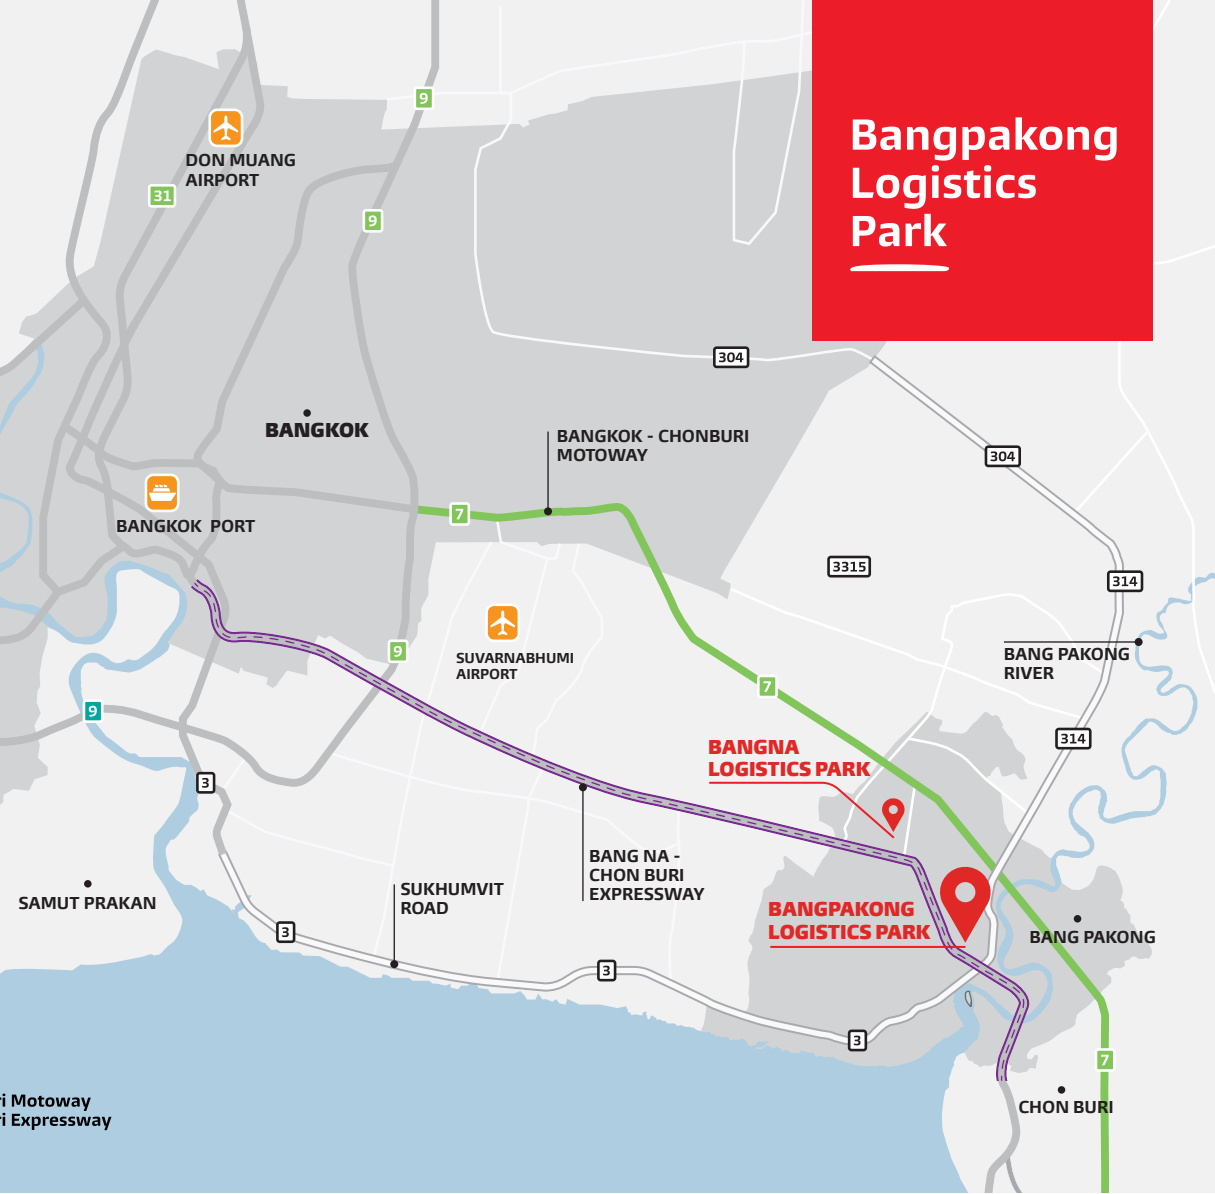 Bangpakong
Logistics
Park
9
DON MUANG
AIRPORT
31
9
304
BANGKOK
BANGKOK - CHONBURI
MOTOWAY
304
BANGKOK PORT
7
3315
314
9
SUVARNABHUMI
AIRPORT
BANG PAKONG
RIVER
7
9
314
BANGNA
LOGISTICS PARK
3
BANG NA -
CHON BURI
EXPRESSWAY
SAMUT PRAKAN
SUKHUMVIT
ROAD
BANGPAKONG
LOGISTICS PARK
3
BANG PAKONG
3
3
7
CHON BURI
ri Motoway
ri Expressway